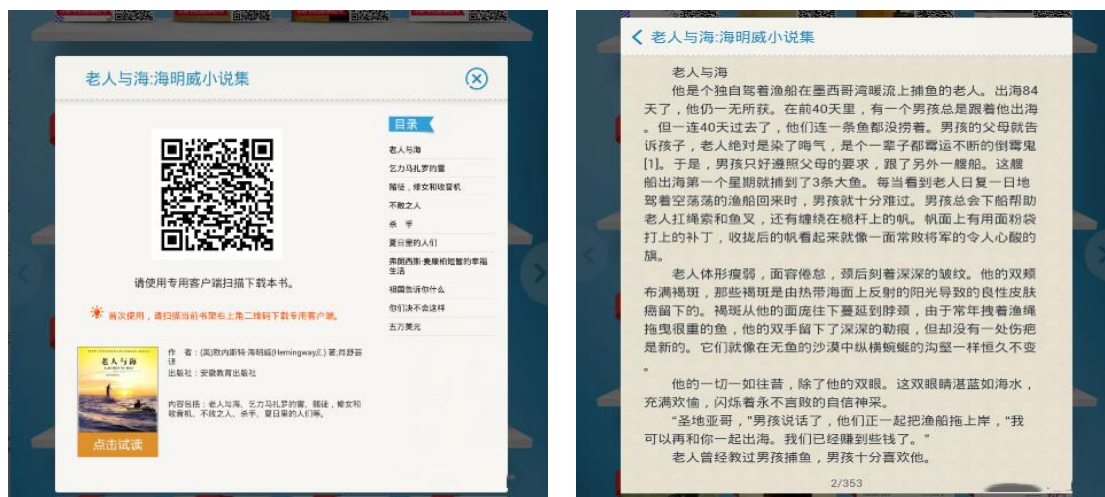 老人与海:海明威小说集
请使用专用客户端扫描下载本书。
首次使用，请扫描当前书架右上角二维码下载专用客户端。
老人与海
点击试读
作　者：(美)欧内斯特·海明威(Hemingway,E.) 著;肖舒芸
译
出版社：安徽教育出版社
内容包括：老人与海、乞力马扎罗的雪、赌徒，修女和
收音机、不败之人、杀手、夏日里的人们等。
目录
老人与海
乞力马扎罗的雪
赌徒，修女和收音机
不败之人
杀　手
夏日里的人们
弗朗西斯·麦康柏短暂的幸福
生活
祖国告诉你什么
你们决不会这样
五万美元
老人与海:海明威小说集
老人与海
他是个独自驾着渔船在墨西哥湾暖流上捕鱼的老人。出海84
天了，他仍一无所获。在前40天里，有一个男孩总是跟着他出海
。但一连40天过去了，他们连一条鱼都没捞着。男孩的父母就告
诉孩子，老人绝对是染了晦气，是个一辈子都霉运不断的倒霉鬼
[1]。于是，男孩只好遵照父母的要求，跟了另外一艘船。这艘
船出海第一个星期就捕到了3条大鱼。每当看到老人日复一日地
驾着空荡荡的渔船回来时，男孩就十分难过。男孩总会下船帮助
老人扛绳索和鱼叉，还有缠绕在桅杆上的帆。帆面上有用面粉袋
打上的补丁，收拢后的帆看起来就像一面常败将军的令人心酸的
旗。
老人体形瘦弱，面容倦怠，颈后刻着深深的皱纹。他的双颊
布满褐斑，那些褐斑是由热带海面上反射的阳光导致的良性皮肤
癌留下的。褐斑从他的面庞往下蔓延到脖颈，由于常年拽着渔绳
拖曳很重的鱼，他的双手留下了深深的勒痕，但却没有一处伤疤
是新的。它们就像在无鱼的沙漠中纵横蜿蜒的沟壑一样恒久不变
。
他的一切一如往昔，除了他的双眼。这双眼睛湛蓝如海水，
充满欢愉，闪烁着永不言败的自信神采。
"圣地亚哥，"男孩说话了，他们正一起把渔船拖上岸，"我
可以再和你一起出海。我们已经赚到些钱了。"
老人曾经教过男孩捕鱼，男孩十分喜欢他。
2/353